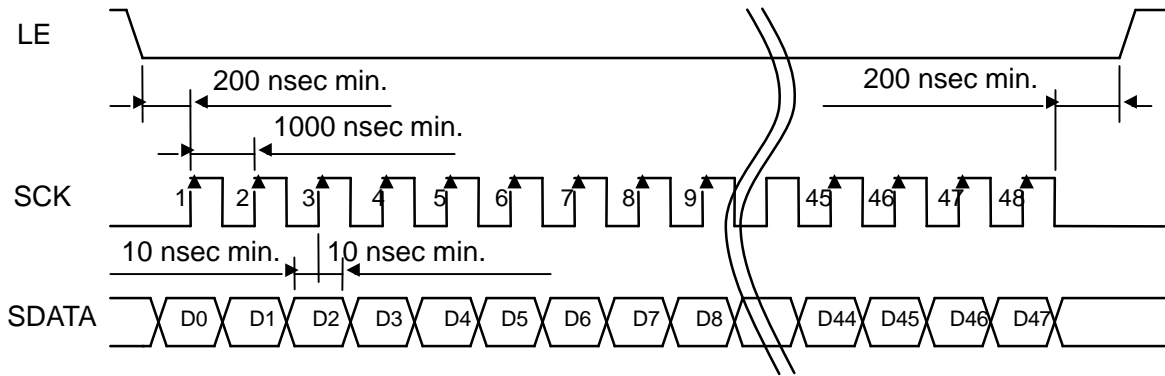 LE
200 nsec min. 200 nsec min.
1000 nsec min.
SCK 1 2 3 4 5 6 7 8 9 45 46 47 48
10 nsec min. 10 nsec min.
SDATA D0 D1 D2 D3 D4 D5 D6 D7 D8 D44 D45 D46 D47